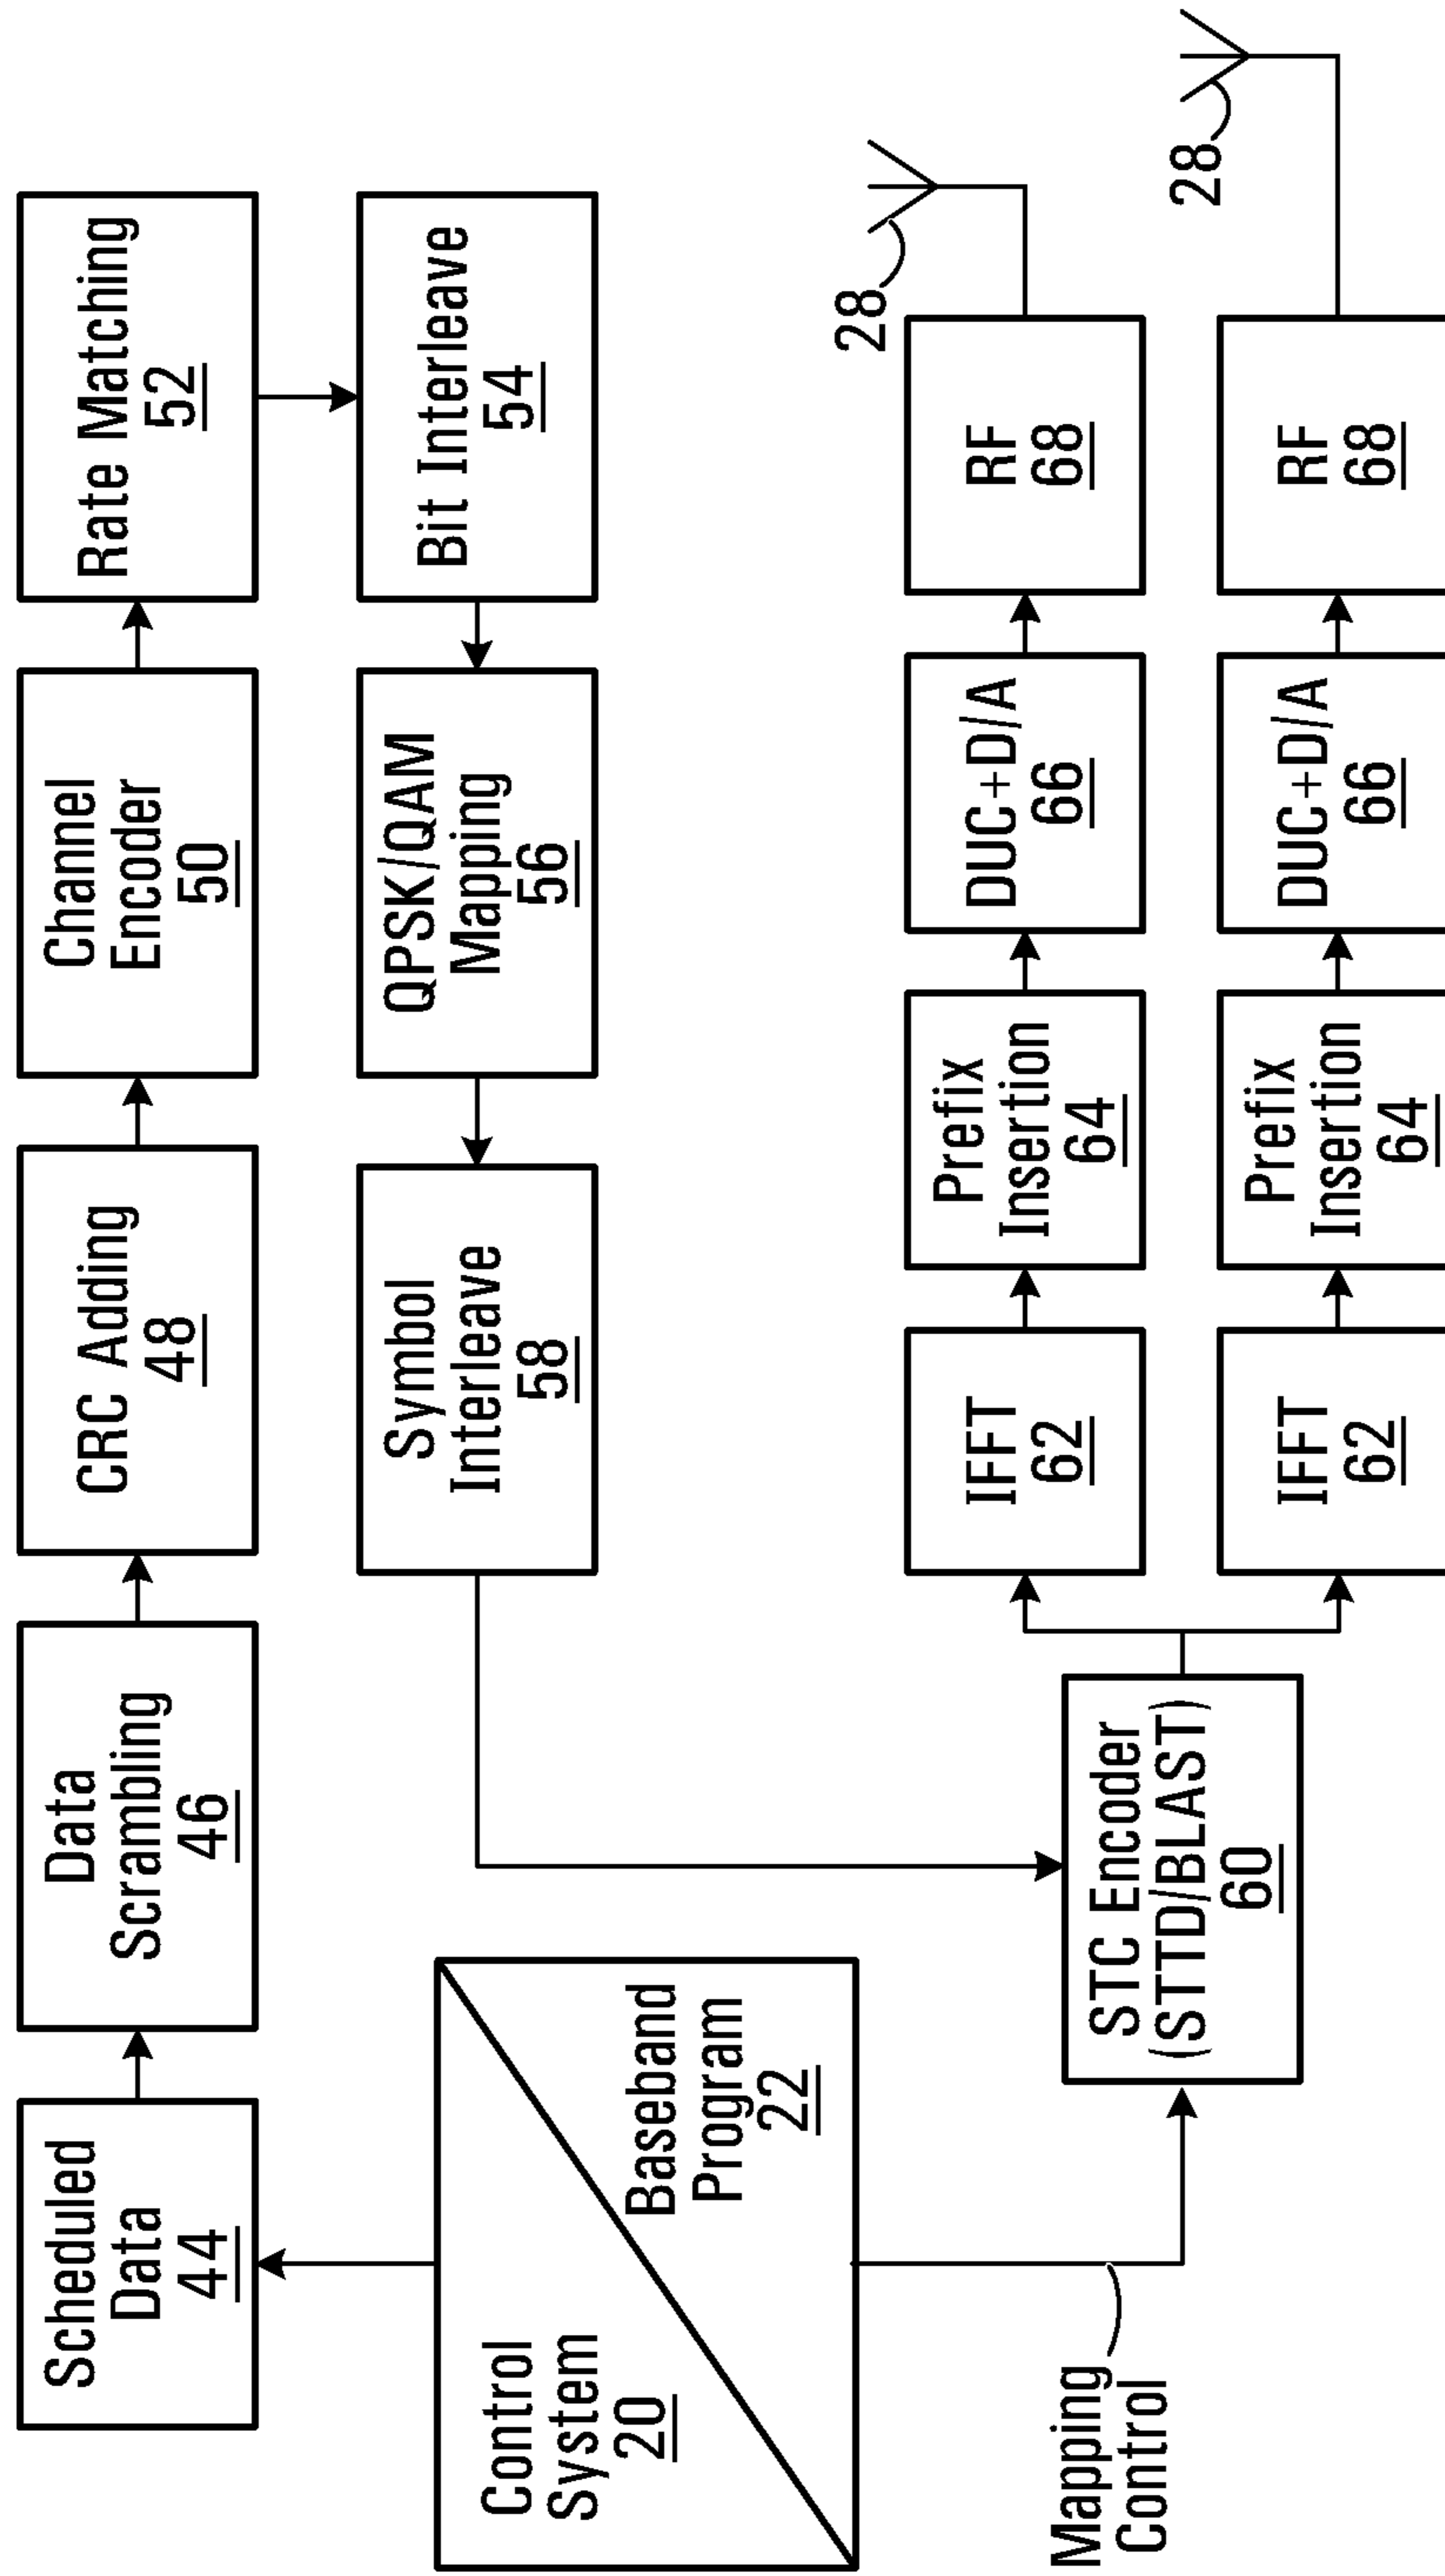 Scheduled
Data
44
Data
Scrambling
46
CRC Adding
48
Channel
Encoder
50
Rate Matching
52
Control
System
20
Baseband
Program
22
Symbol
Interleave
58
QPSK/QAM
Mapping
56
Bit Interleave
54
Mapping
Control
STC Encoder
(STTD/BLAST)
60
IFFT
62
Prefix
Insertion
64
DUC+D/A
66
RF
68
28
IFFT
62
Prefix
Insertion
64
DUC+D/A
66
RF
68
28